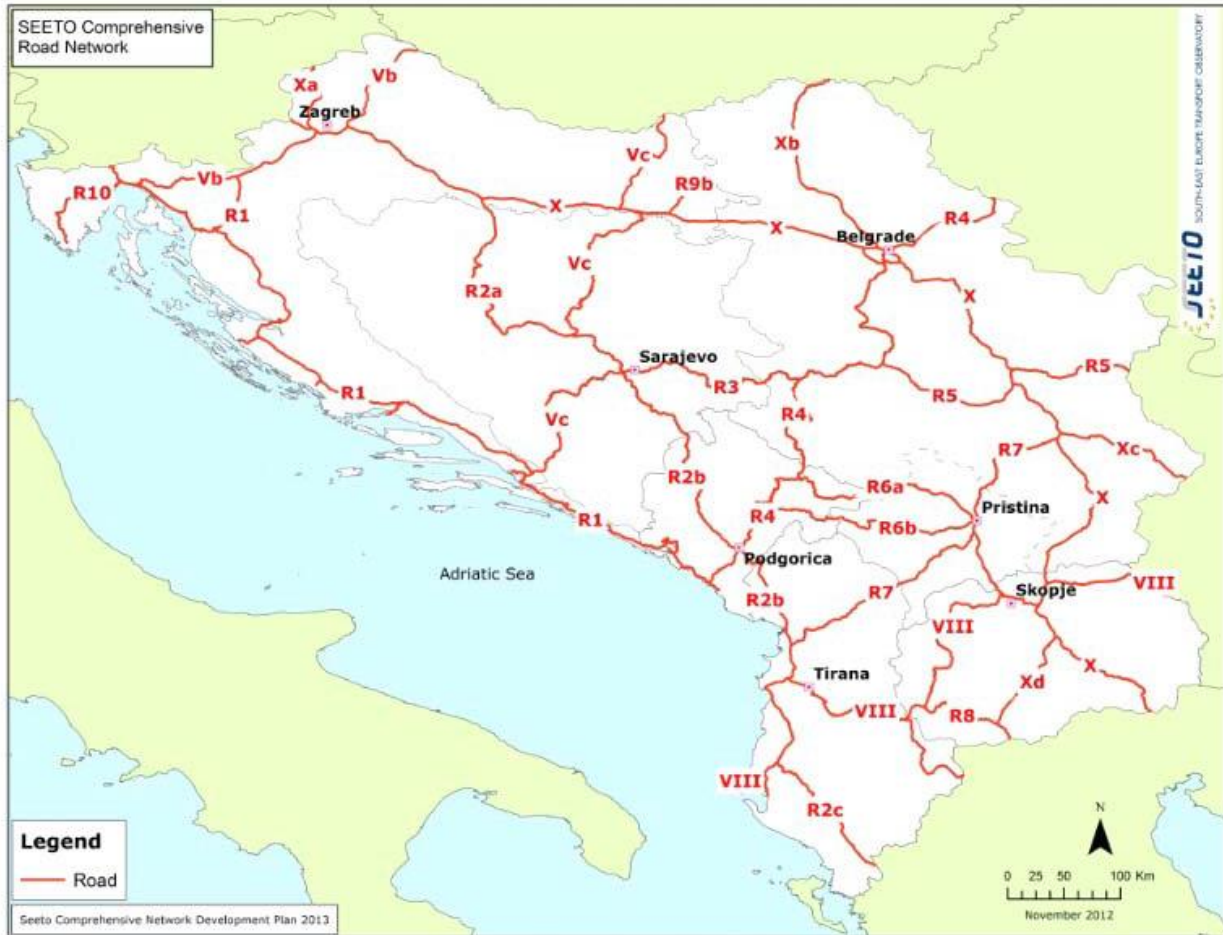 SEETO Comprehensive
Road Network
SEETO
SOUTH-EAST EUROPE TRANSPORT OBSERVATORY
Xa
Vb
Zagreb
Xb
Vc
R9b
R10
Vb
R1
X
X
Belgrade
R4
Vc
R2a
X
Sarajevo
R3
R5
R5
R1
Vc
R4
R7
Xc
R2b
R6a
X
R4
R6b
Pristina
R1
Podgorica
Adriatic Sea
R2b
R7
VIII
Skopje
VIII
Tirana
Xd
X
VIII
R8
VIII
R2c
Legend
Road
N
0 25 50 100 Km
November 2012
Seeto Comprehensive Network Development Plan 2013